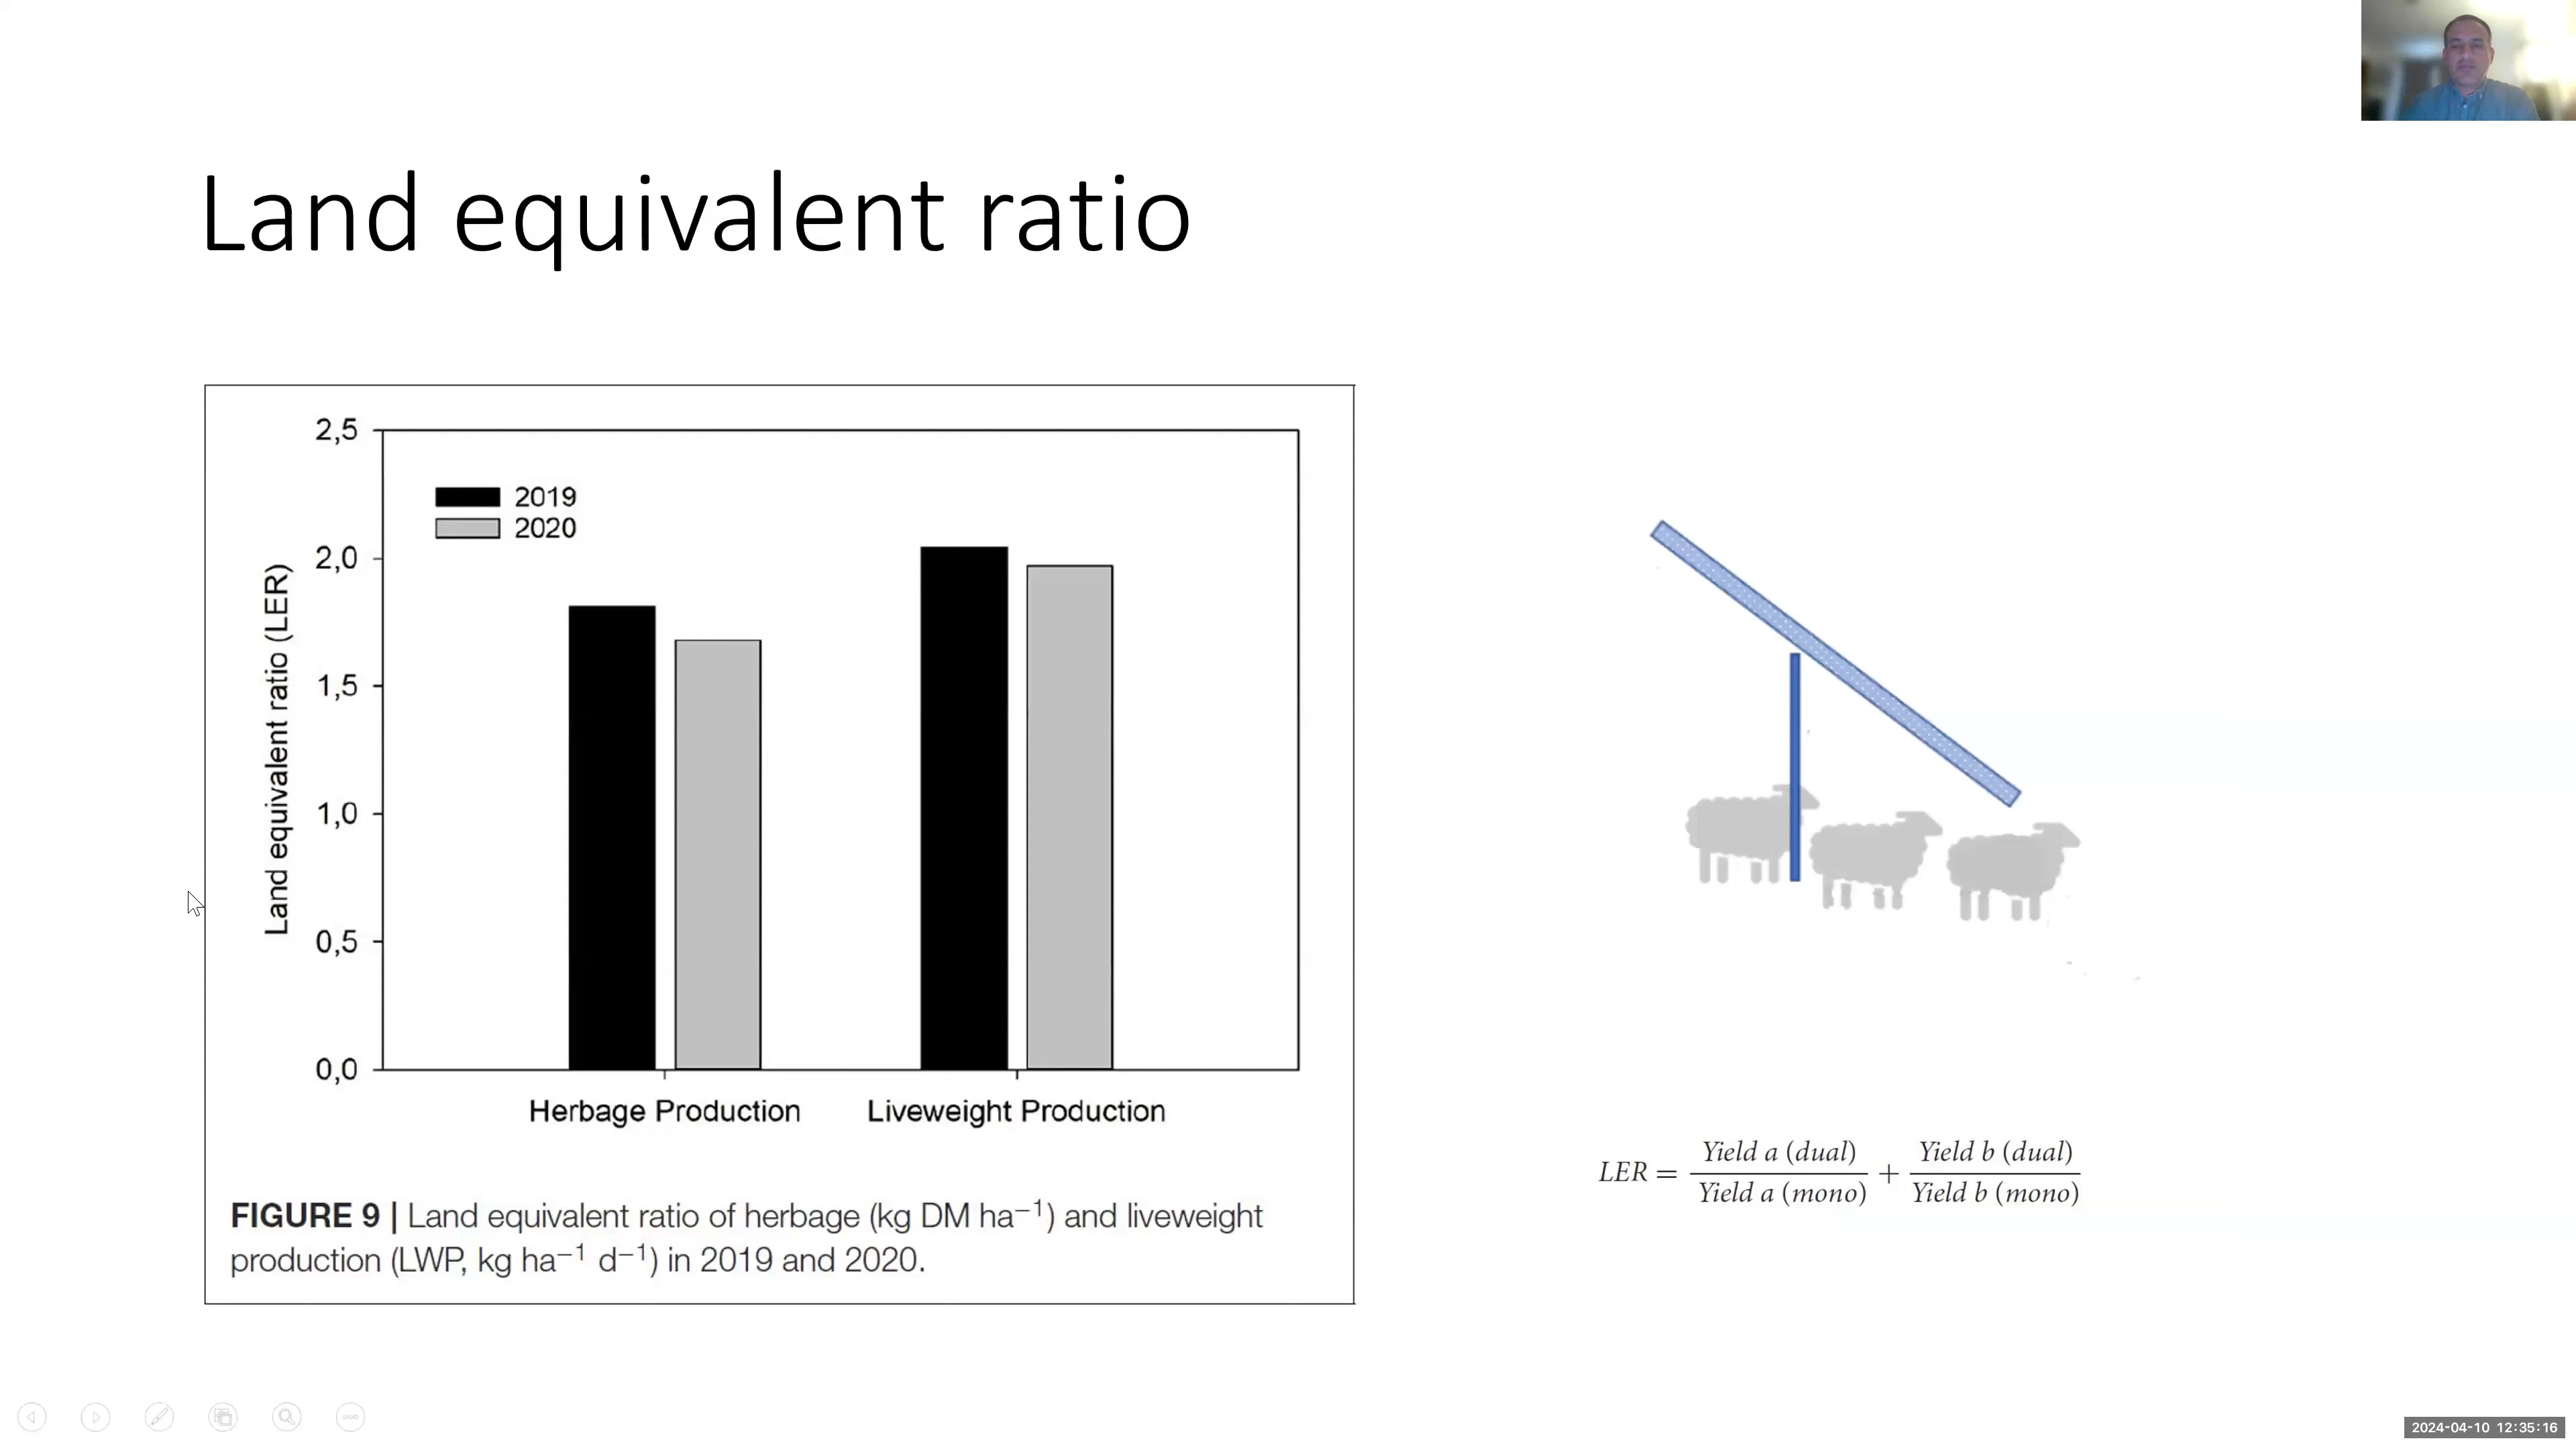 Land equivalent ratio
2,5
2019
2020
2,0
1,5
1,0
0,5
0,0
Land equivalent ratio (LER)
Herbage Production Liveweight Production
FIGURE 9 | Land equivalent ratio of herbage (kg DM ha−1) and liveweight
production (LWP, kg ha−1 d−1) in 2019 and 2020.
LER = Yield a (dual) / Yield a (mono) + Yield b (dual) / Yield b (mono)
2024-04-10 12:35:16